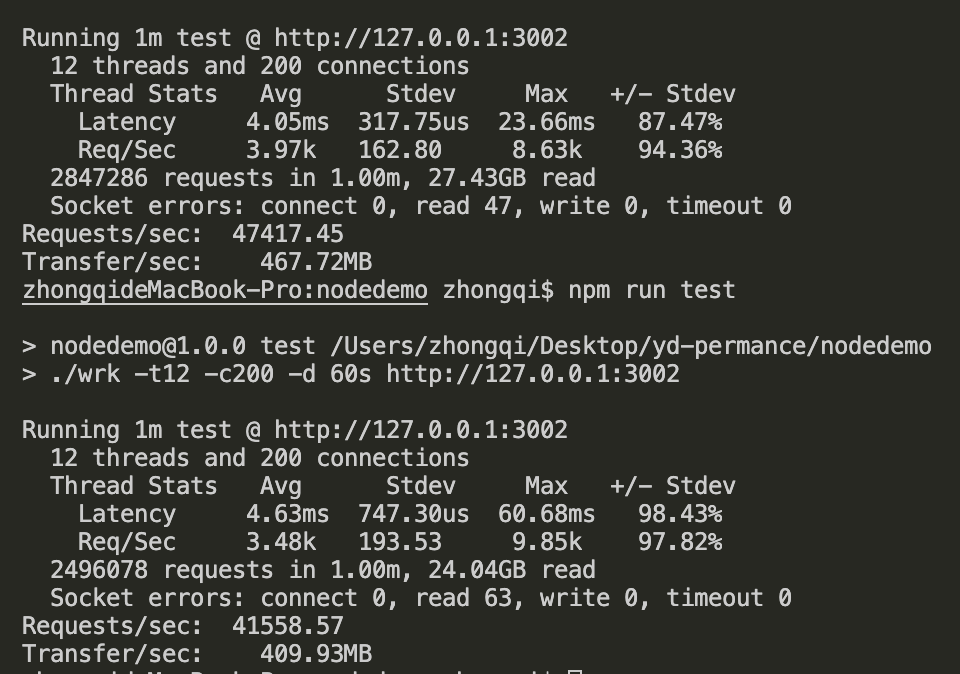 Running 1m test @ http://127.0.0.1:3002
12 threads and 200 connections
Thread Stats Avg Stdev Max +/- Stdev
Latency 4.05ms 317.75us 23.66ms 87.47%
Req/Sec 3.97k 162.80 8.63k 94.36%
2847286 requests in 1.00m, 27.43GB read
Socket errors: connect 0, read 47, write 0, timeout 0
Requests/sec: 47417.45
Transfer/sec: 467.72MB
zhongqideMacBook-Pro:nodedemo zhongqi$ npm run test
> nodedemo@1.0.0 test /Users/zhongqi/Desktop/yd-permance/nodedemo
> ./wrk -t12 -c200 -d 60s http://127.0.0.1:3002
Running 1m test @ http://127.0.0.1:3002
12 threads and 200 connections
Thread Stats Avg Stdev Max +/- Stdev
Latency 4.63ms 747.30us 60.68ms 98.43%
Req/Sec 3.48k 193.53 9.85k 97.82%
2496078 requests in 1.00m, 24.04GB read
Socket errors: connect 0, read 63, write 0, timeout 0
Requests/sec: 41558.57
Transfer/sec: 409.93MB